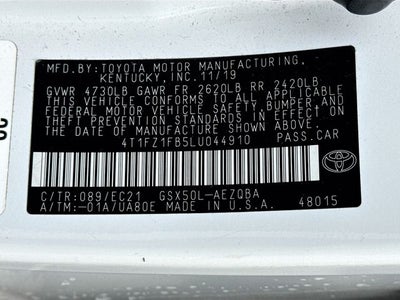 MFD.BY:TOYOTA MOTOR MANUFACTURING,
KENTUCKY,INC.11/19
GVWR 4730LB GAWR FR 2620LB RR 2420LB
THIS VEHICLE CONFORMS TO ALL APPLICABLE
FEDERAL MOTOR VEHICLE SAFETY, BUMPER, AND
THEFT PREVENTION STANDARDS IN EFFECT ON THE
DATE OF MANUFACTURE SHOWN ABOVE.
4T1FZ1FB5LU044910 PASS.CAR
C/TR:089/EC21 GSX50L-AEZQBA
A/TM:-01A/UA80E MADE IN U.S.A. 48015